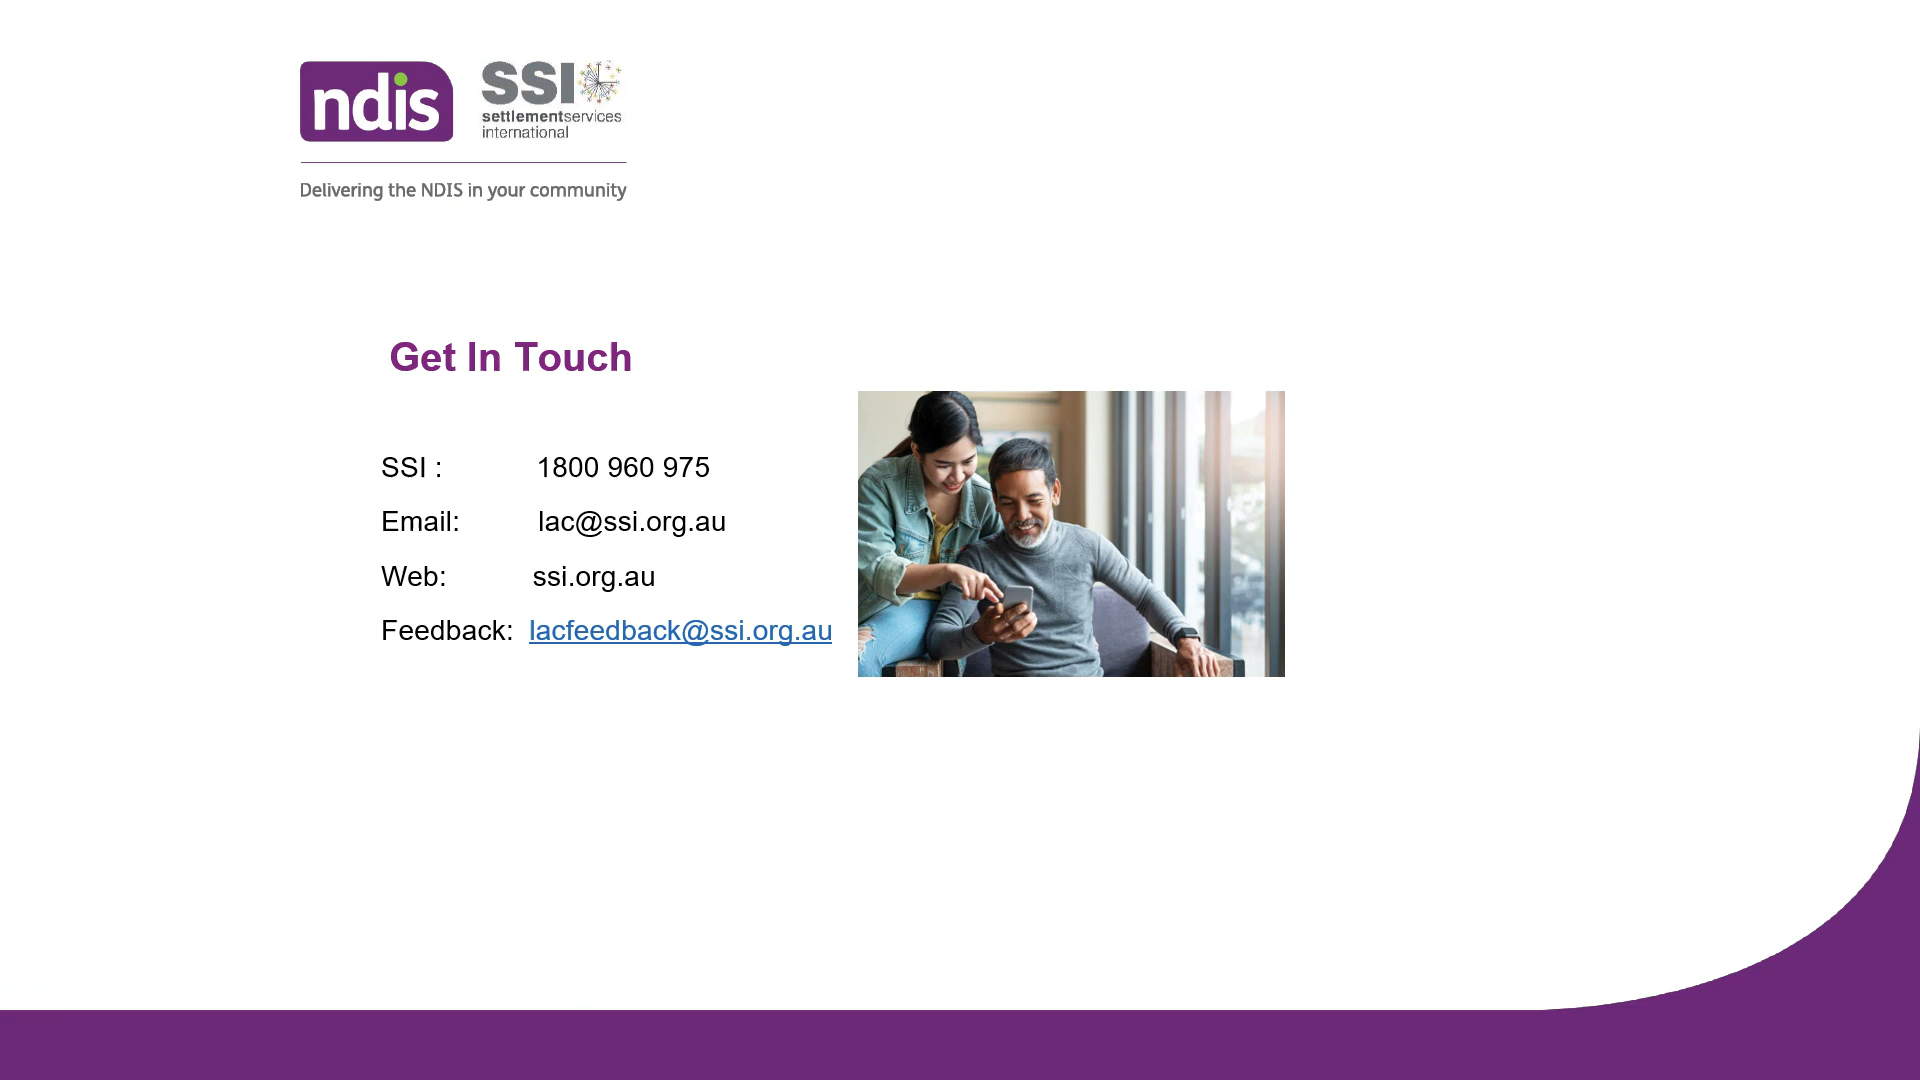 ndis
SSI
settlementservices
international
Delivering the NDIS in your community
Get In Touch
SSI : 1800 960 975
Email: lac@ssi.org.au
Web: ssi.org.au
Feedback: lacfeedback@ssi.org.au